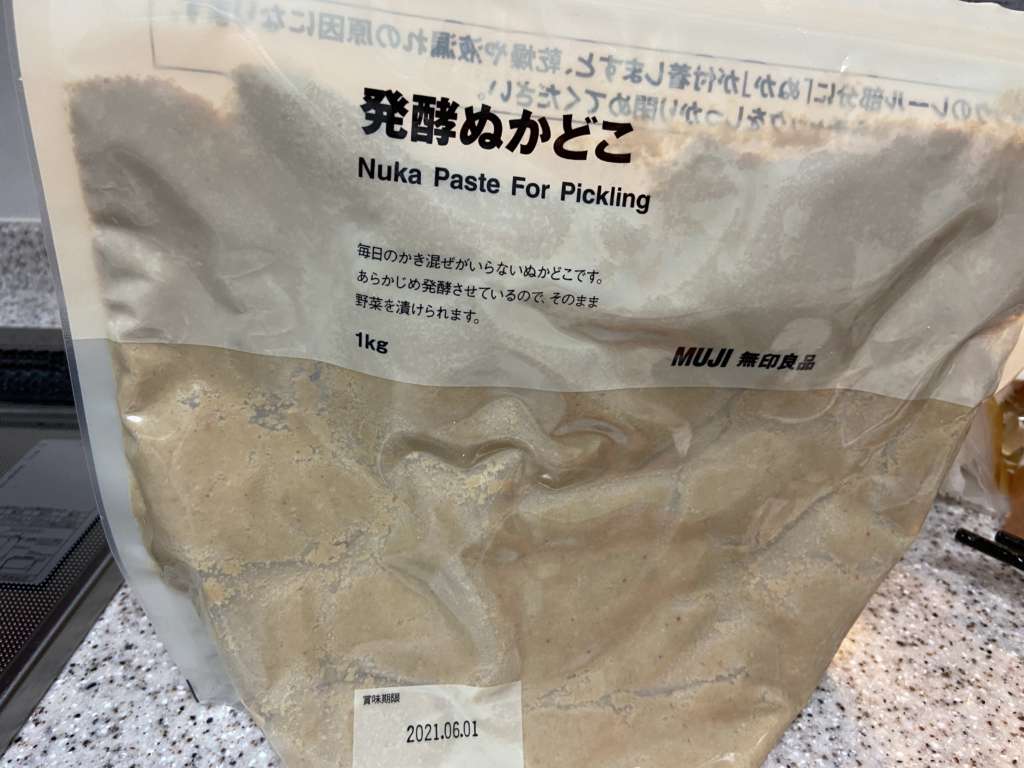 発酵ぬかどこ
Nuka Paste For Pickling
毎日のかき混ぜがいらないぬかどこです。
あらかじめ発酵させているので、そのまま
野菜を漬けられます。
1kg
MUJI 無印良品
賞味期限
2021.06.01